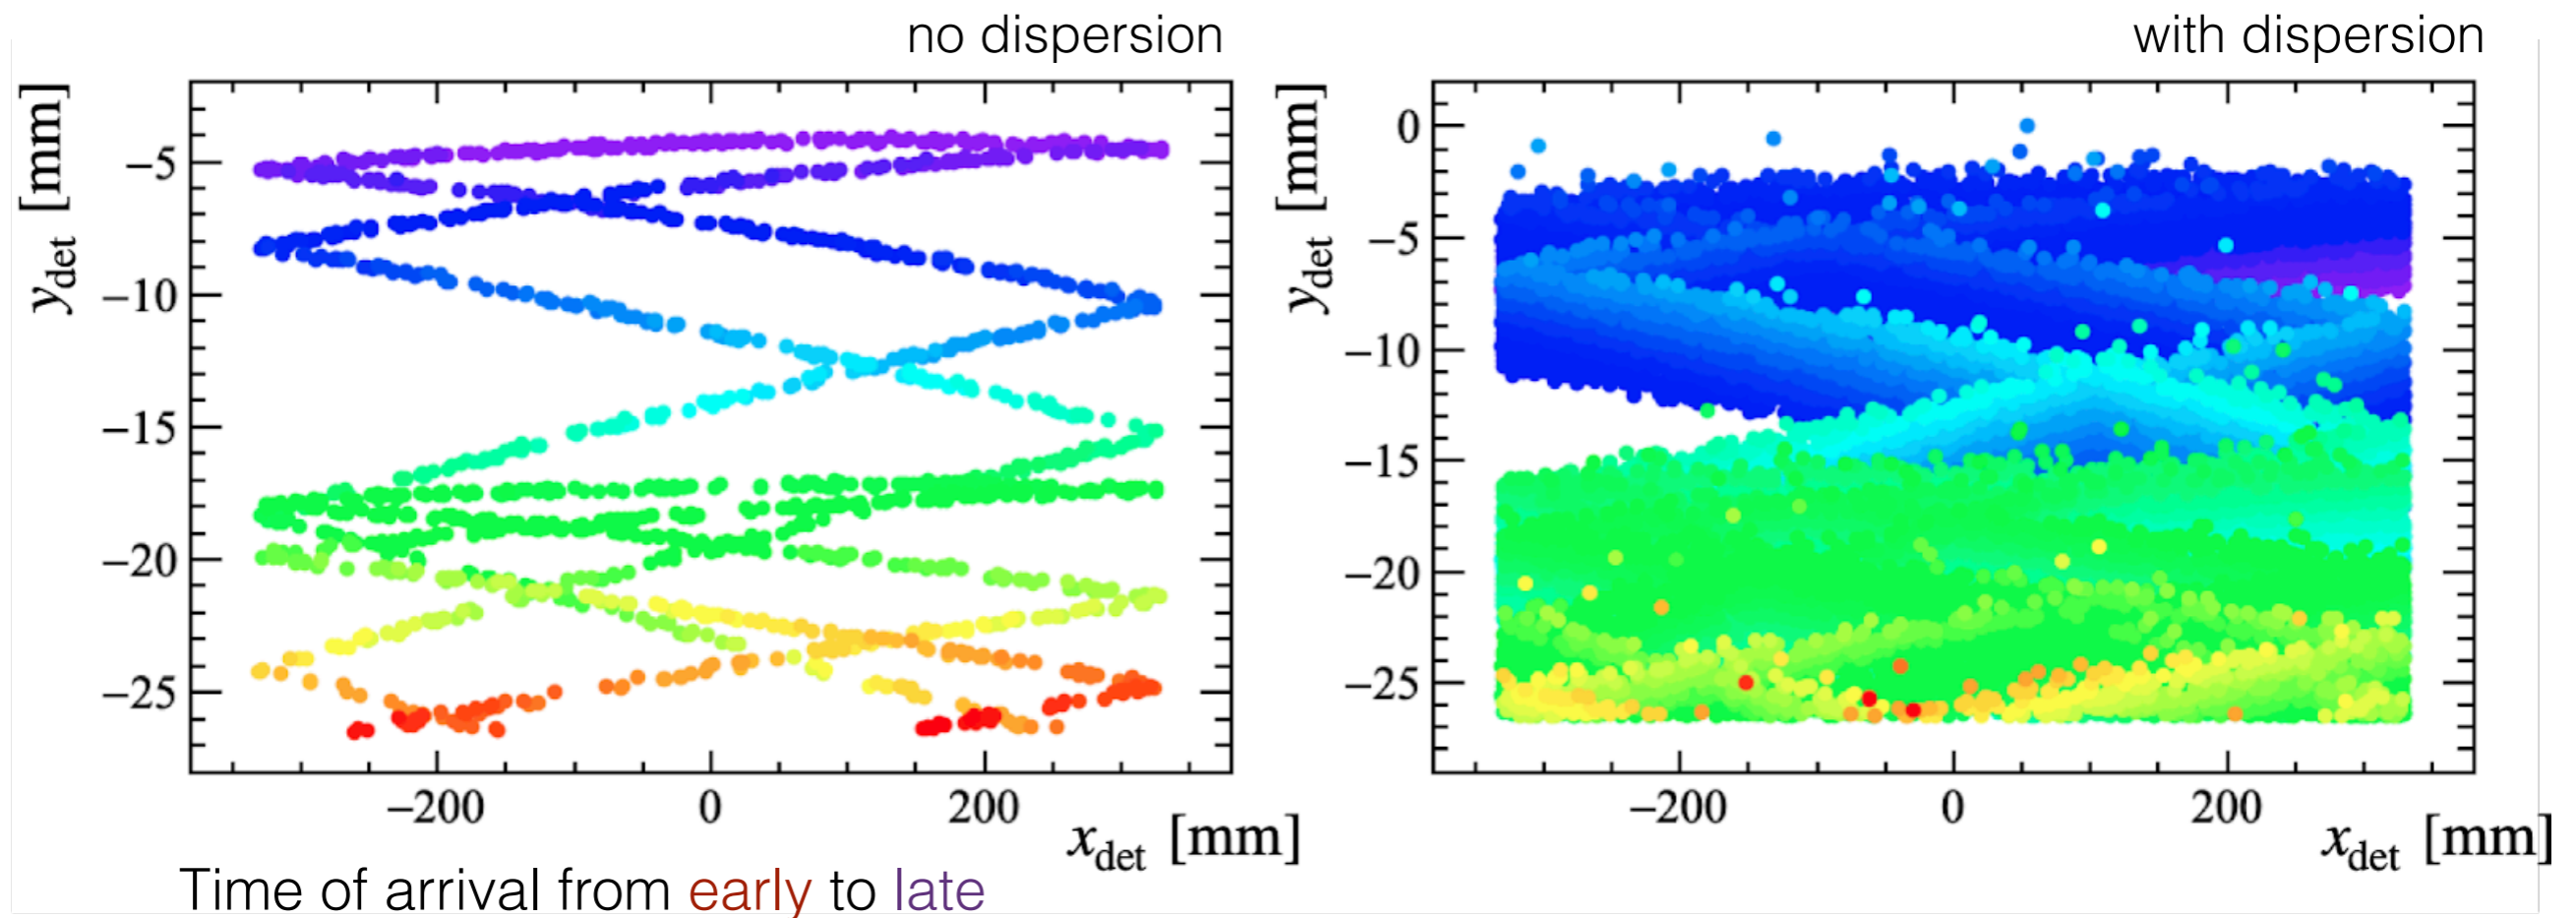 no dispersion
with dispersion
y_det [mm]
−5
−10
−15
−20
−25
−200
0
200
x_det [mm]
y_det [mm]
0
−5
−10
−15
−20
−25
−200
0
200
x_det [mm]
Time of arrival from early to late